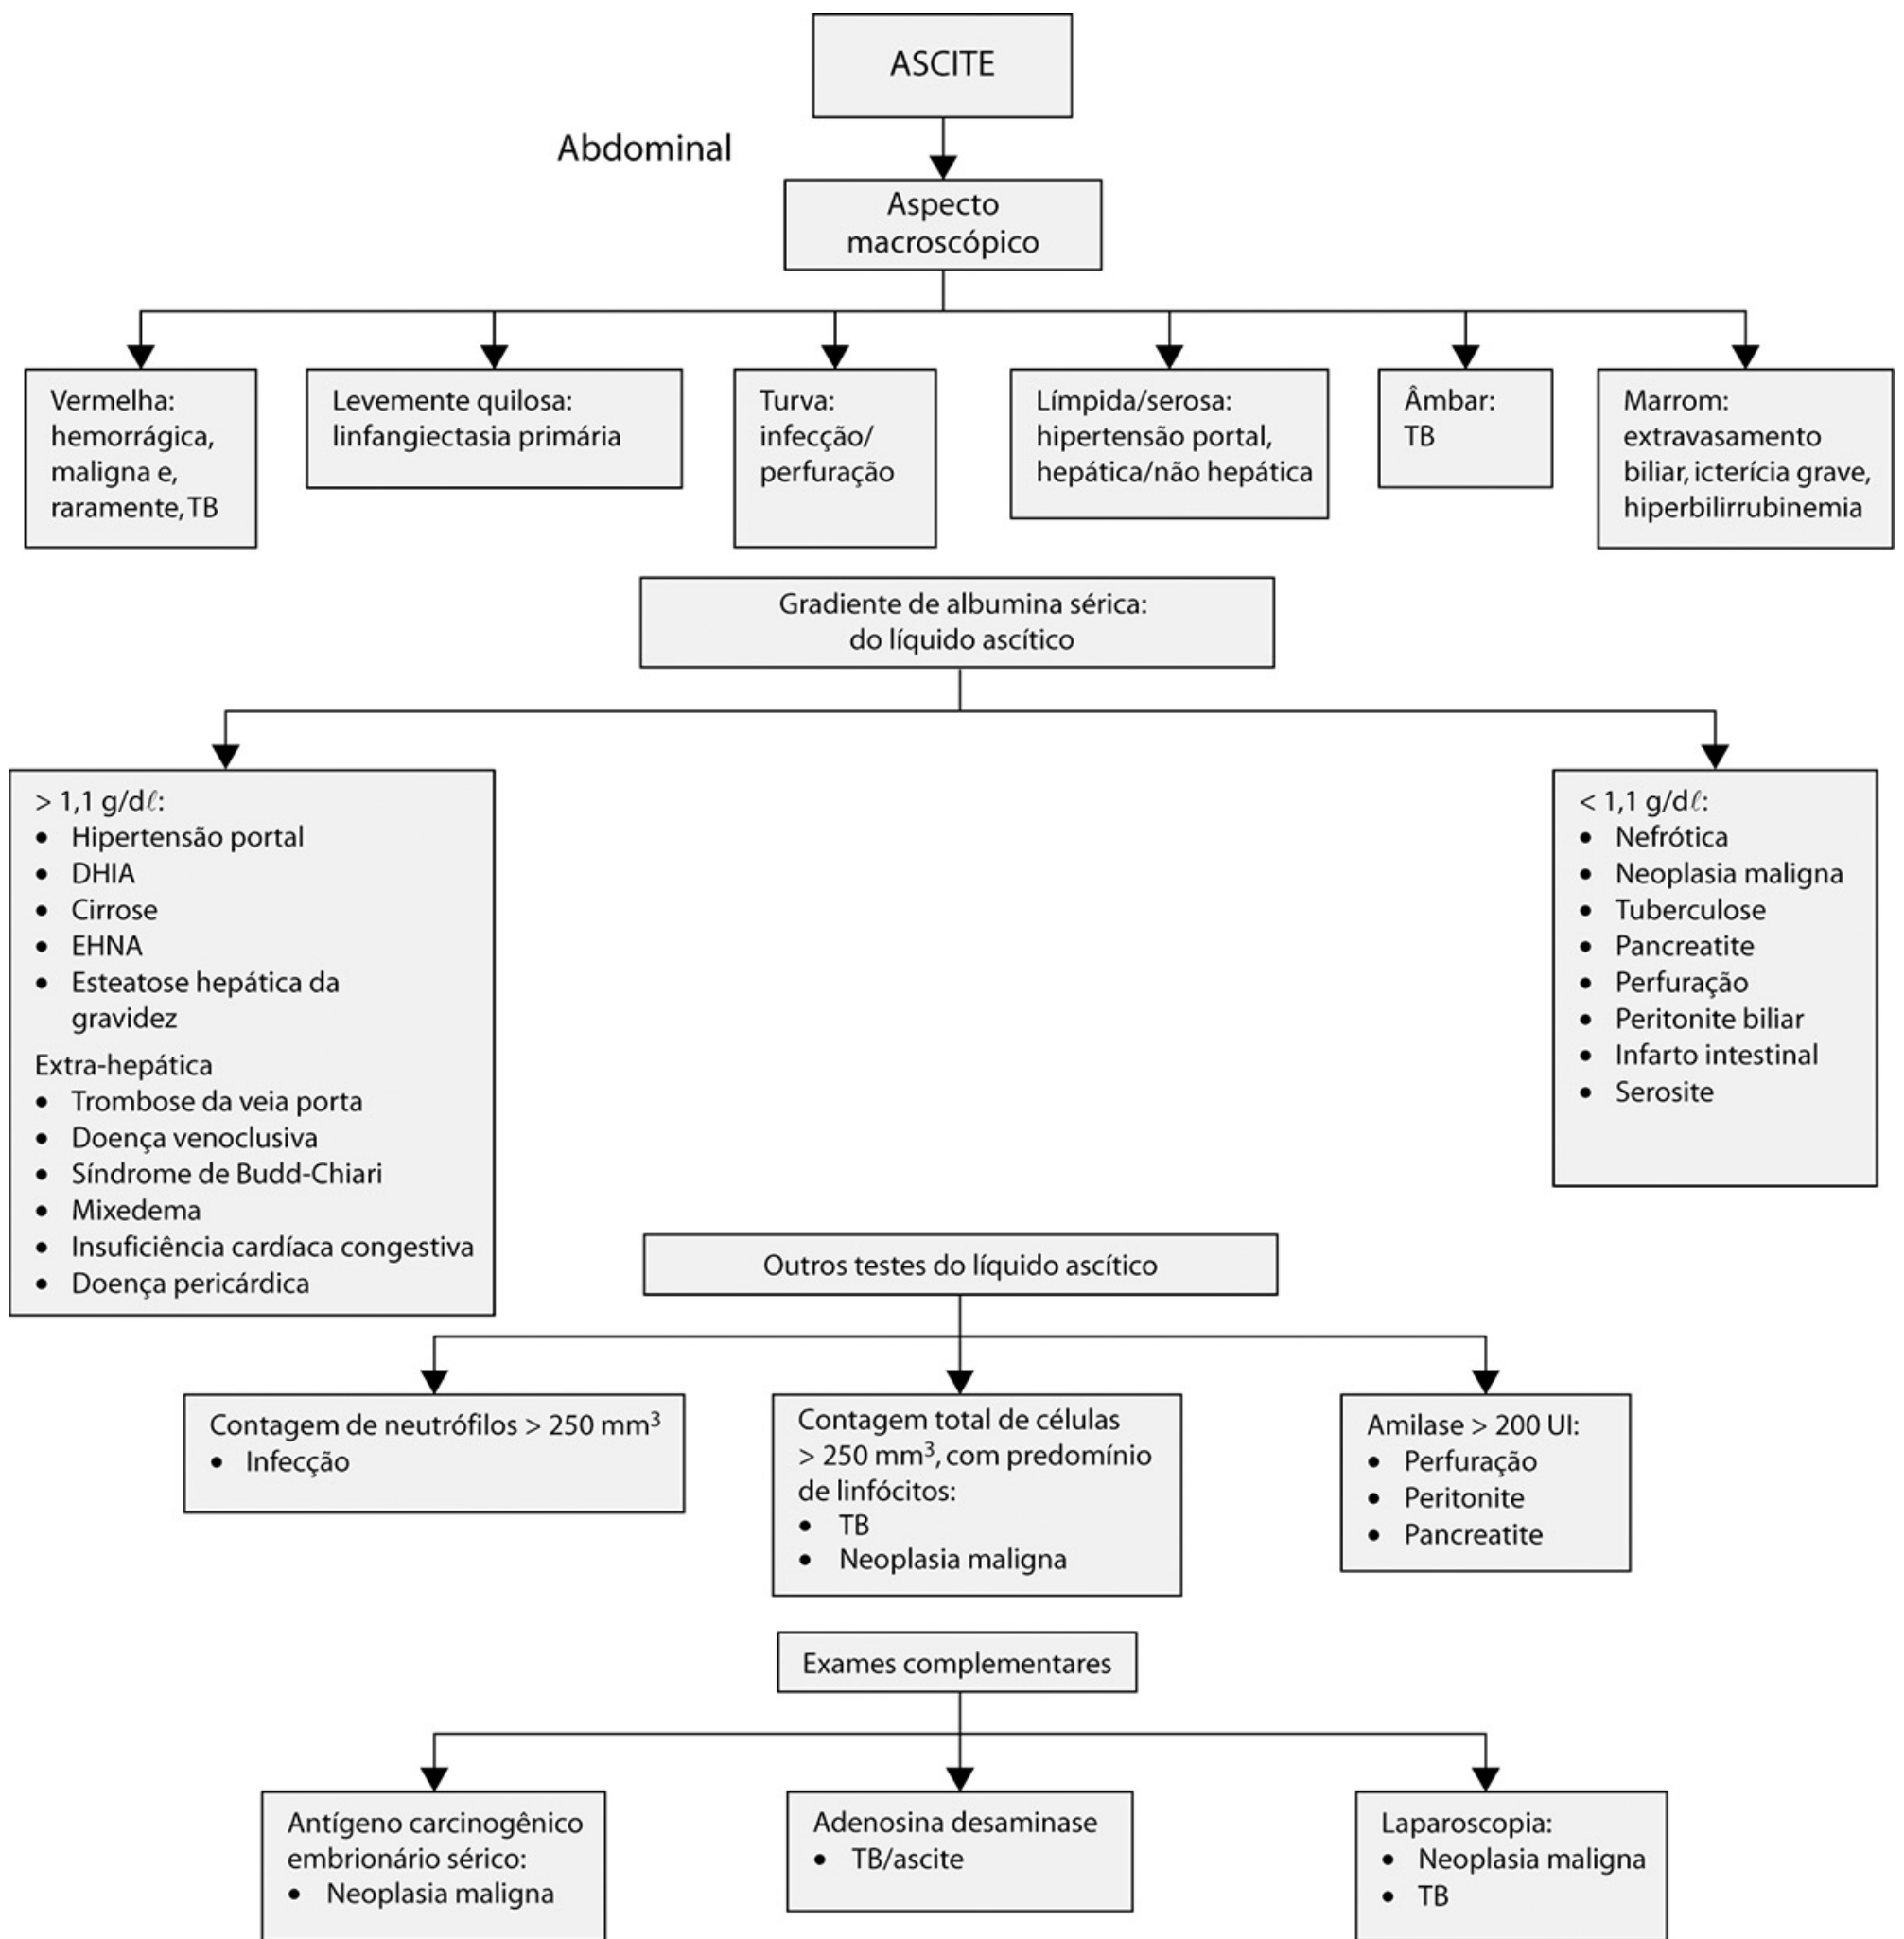 ASCITE
Abdominal
Aspecto
macroscópico
Vermelha:
hemorrágica,
maligna e,
raramente, TB
Levemente quilosa:
linfangiectasia primária
Turva:
infecção/
perfuração
Límpida/serosa:
hipertensão portal,
hepática/não hepática
Âmbar:
TB
Marrom:
extravasamento
biliar, icterícia grave,
hiperbilirrubinemia
Gradiente de albumina sérica:
do líquido ascítico
> 1,1 g/dℓ:
• Hipertensão portal
• DHIA
• Cirrose
• EHNA
• Esteatose hepática da
gravidez
Extra-hepática
• Trombose da veia porta
• Doença venoclusiva
• Síndrome de Budd-Chiari
• Mixedema
• Insuficiência cardíaca congestiva
• Doença pericárdica
< 1,1 g/dℓ:
• Nefrótica
• Neoplasia maligna
• Tuberculose
• Pancreatite
• Perfuração
• Peritonite biliar
• Infarto intestinal
• Serosite
Outros testes do líquido ascítico
Contagem de neutrófilos > 250 mm³
• Infecção
Contagem total de células
> 250 mm³, com predomínio
de linfócitos:
• TB
• Neoplasia maligna
Amilase > 200 UI:
• Perfuração
• Peritonite
• Pancreatite
Exames complementares
Antígeno carcinogênico
embrionário sérico:
• Neoplasia maligna
Adenosina desaminase
• TB/ascite
Laparoscopia:
• Neoplasia maligna
• TB